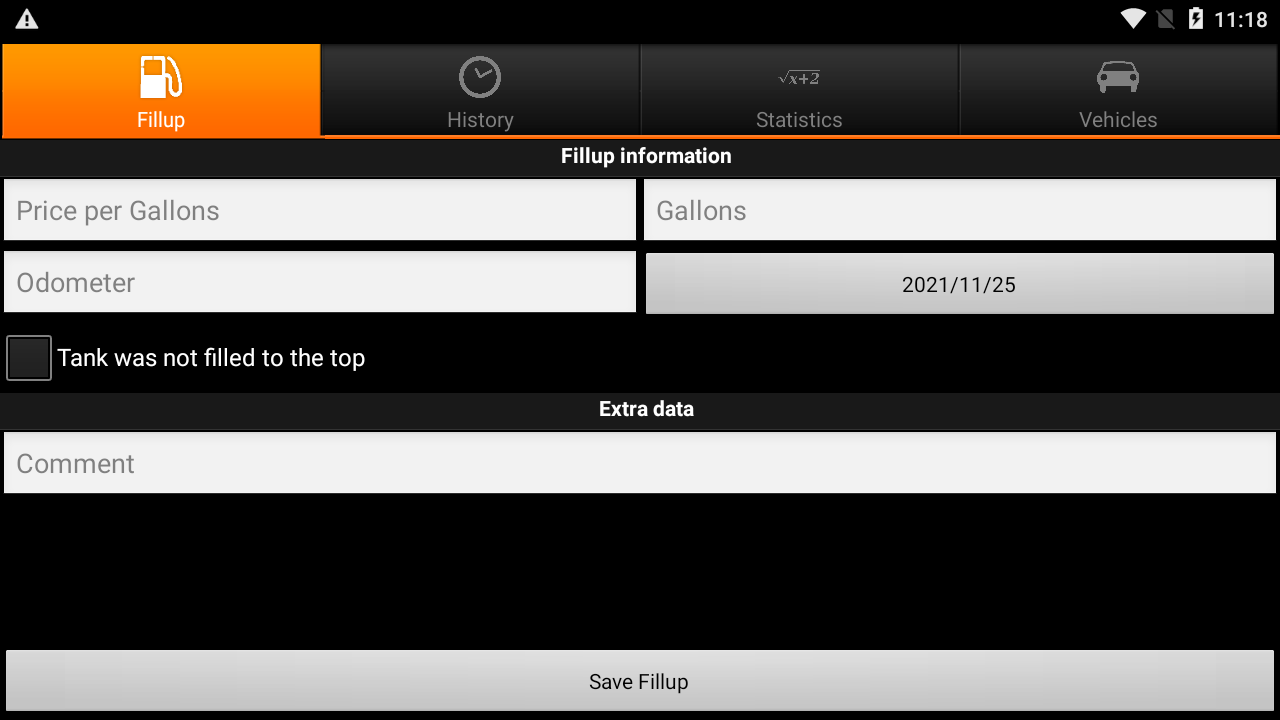 11:18
√x+2
Fillup
History
Statistics
Vehicles
Fillup information
Price per Gallons
Gallons
Odometer
2021/11/25
Tank was not filled to the top
Extra data
Comment
Save Fillup